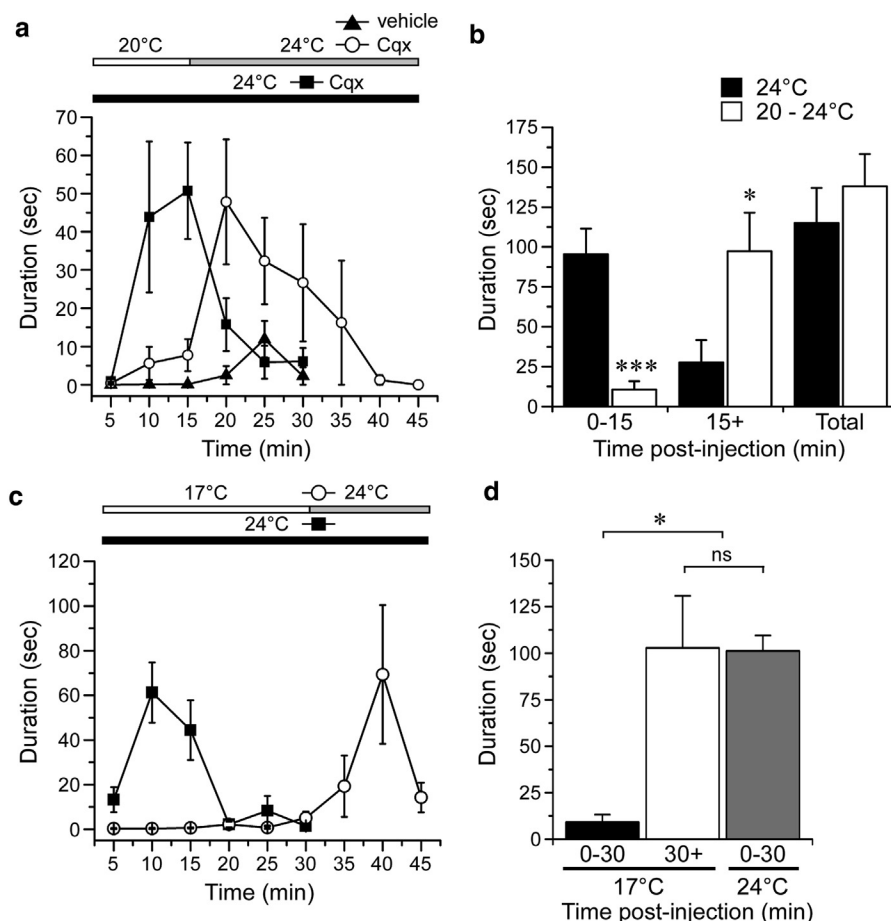 a
vehicle
20°C 24°C Cqx
24°C Cqx
70
60
50
40
30
20
10
0
Duration (sec)
5 10 15 20 25 30 35 40 45
Time (min)
b
24°C
20 - 24°C
175
150
125
100
75
50
25
0
Duration (sec)
***
*
0-15 15+ Total
Time post-injection (min)
c
17°C 24°C
24°C
120
100
80
60
40
20
0
Duration (sec)
5 10 15 20 25 30 35 40 45
Time (min)
d
*
ns
150
125
100
75
50
25
0
Duration (sec)
0-30 30+ 0-30
17°C 24°C
Time post-injection (min)